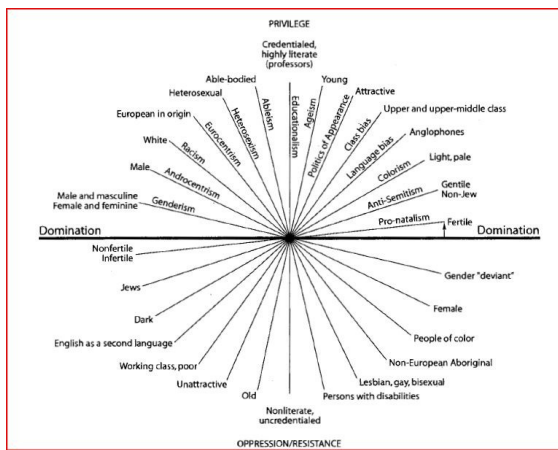 PRIVILEGE
Credentialed,
highly literate
(professors)
Able-bodied
Young
Heterosexual
Attractive
European in origin
Upper and upper-middle class
White
Anglophones
Male
Light, pale
Male and masculine
Female and feminine
Gentile
Non-Jew
Fertile
Genderism
Androcentrism
Racism
Eurocentrism
Heterosexism
Ableism
Educationalism
Ageism
Politics of Appearance
Class bias
Language bias
Colorism
Anti-Semitism
Pro-natalism
Domination
Domination
Nonfertile
Infertile
Gender "deviant"
Jews
Female
Dark
People of color
English as a second language
Non-European Aboriginal
Working class, poor
Lesbian, gay, bisexual
Unattractive
Persons with disabilities
Old
Nonliterate,
uncredentialed
OPPRESSION/RESISTANCE